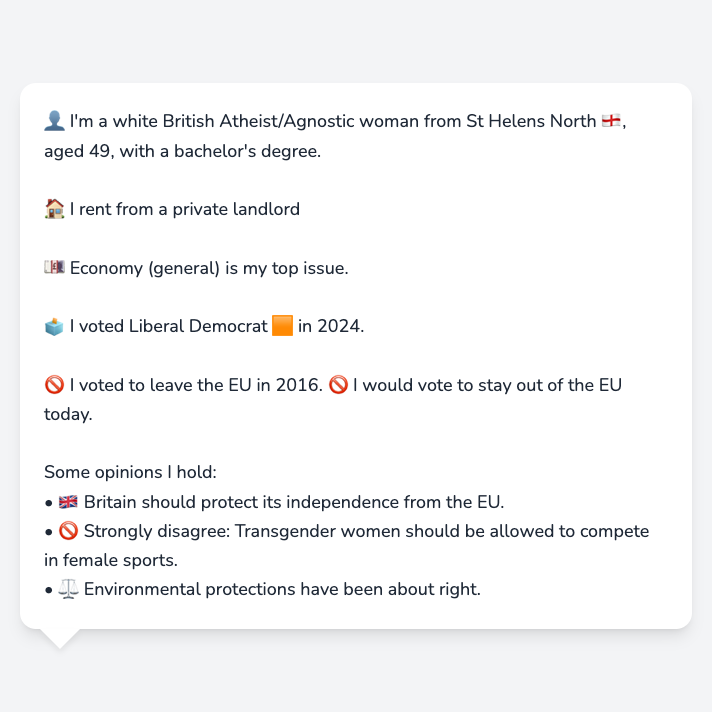 👤 I'm a white British Atheist/Agnostic woman from St Helens North 🏴󠁧󠁢󠁥󠁮󠁧󠁿,
aged 49, with a bachelor's degree.
🏠 I rent from a private landlord
💷 Economy (general) is my top issue.
🗳️ I voted Liberal Democrat 🟧 in 2024.
🚫 I voted to leave the EU in 2016. 🚫 I would vote to stay out of the EU
today.
Some opinions I hold:
• 🇬🇧 Britain should protect its independence from the EU.
• 🚫 Strongly disagree: Transgender women should be allowed to compete
in female sports.
• ⚖️ Environmental protections have been about right.